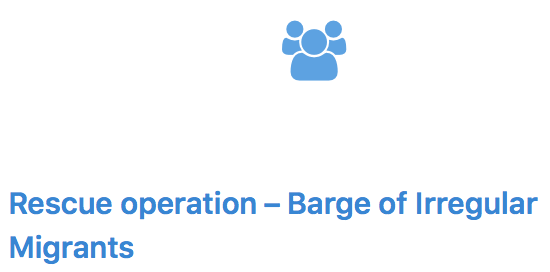 Rescue operation – Barge of Irregular
Migrants